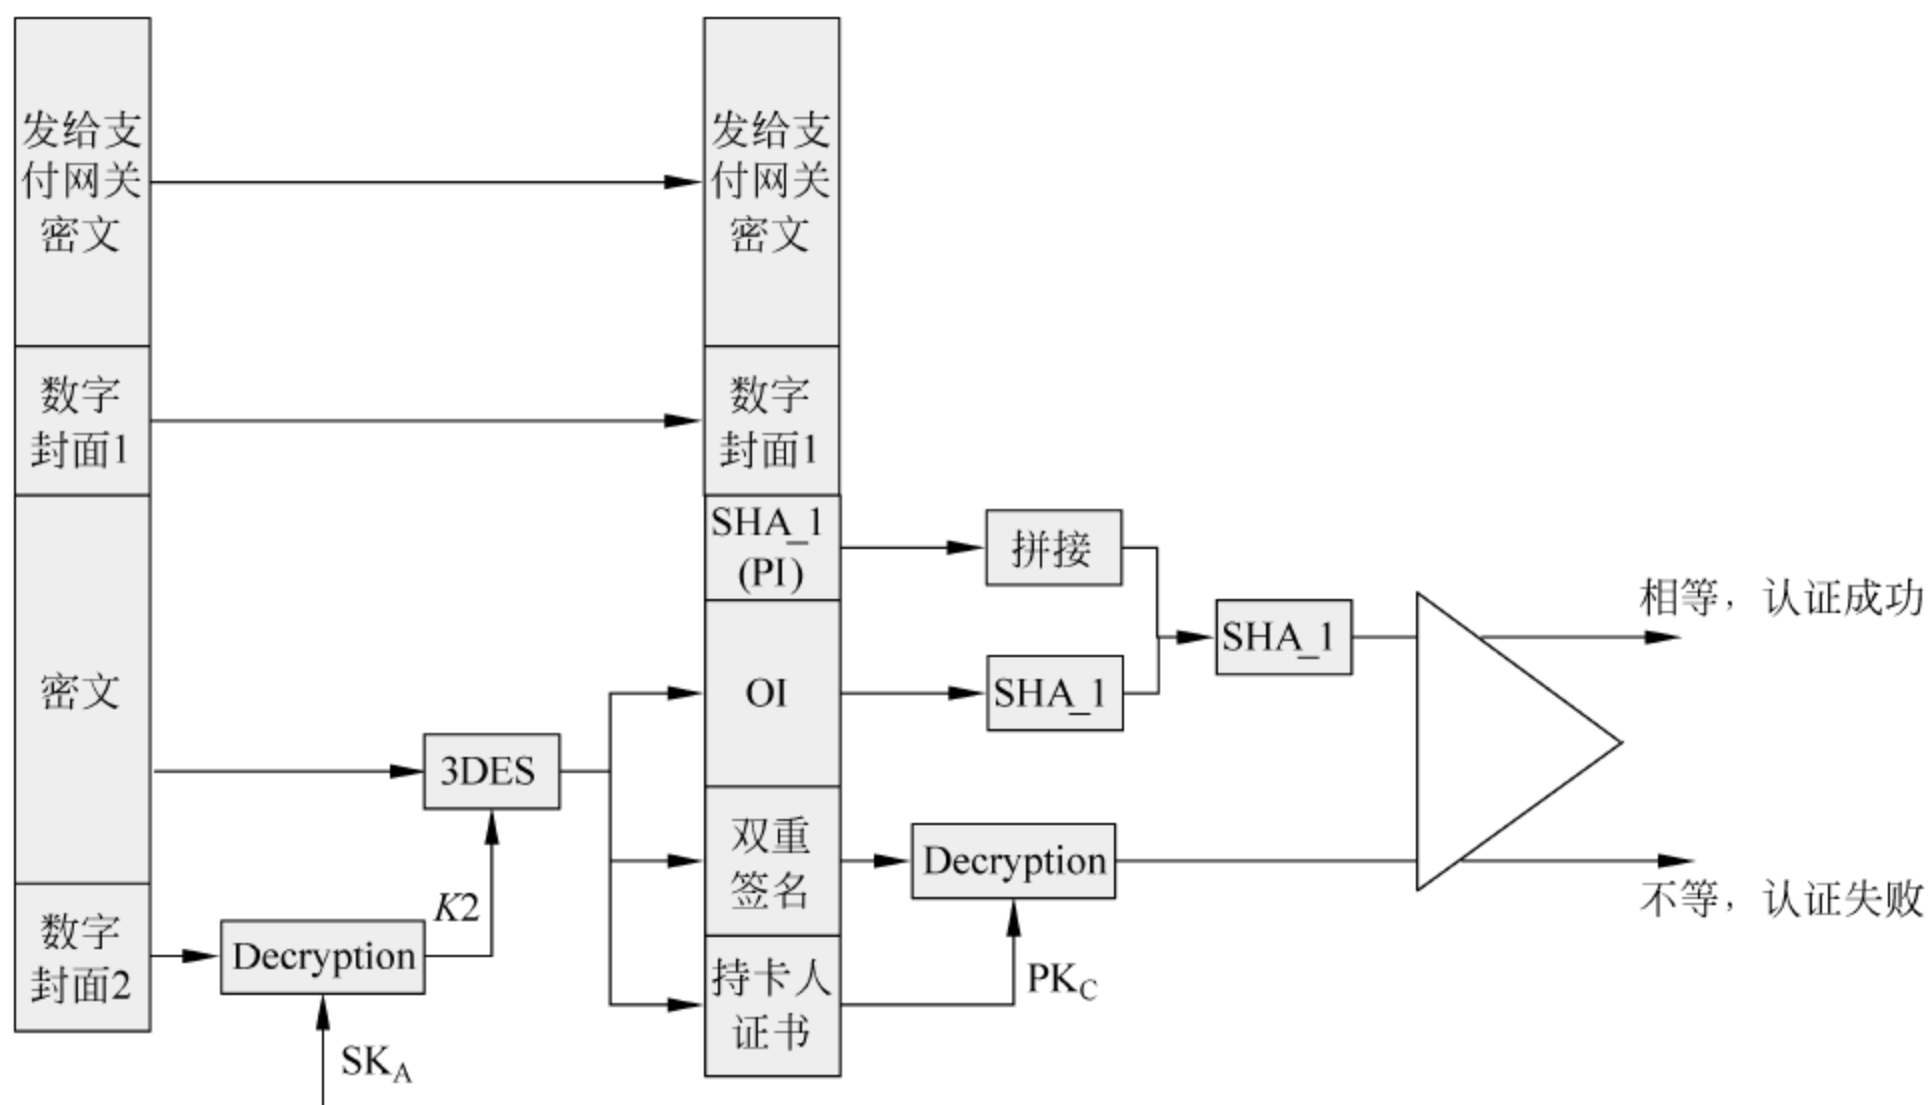 发给支
付网关
密文
数字
封面1
密文
数字
封面2
Decryption
SK_A
K2
3DES
发给支
付网关
密文
数字
封面1
SHA_1
(PI)
OI
双重
签名
持卡人
证书
拼接
SHA_1
SHA_1
Decryption
PK_C
相等，认证成功
不等，认证失败